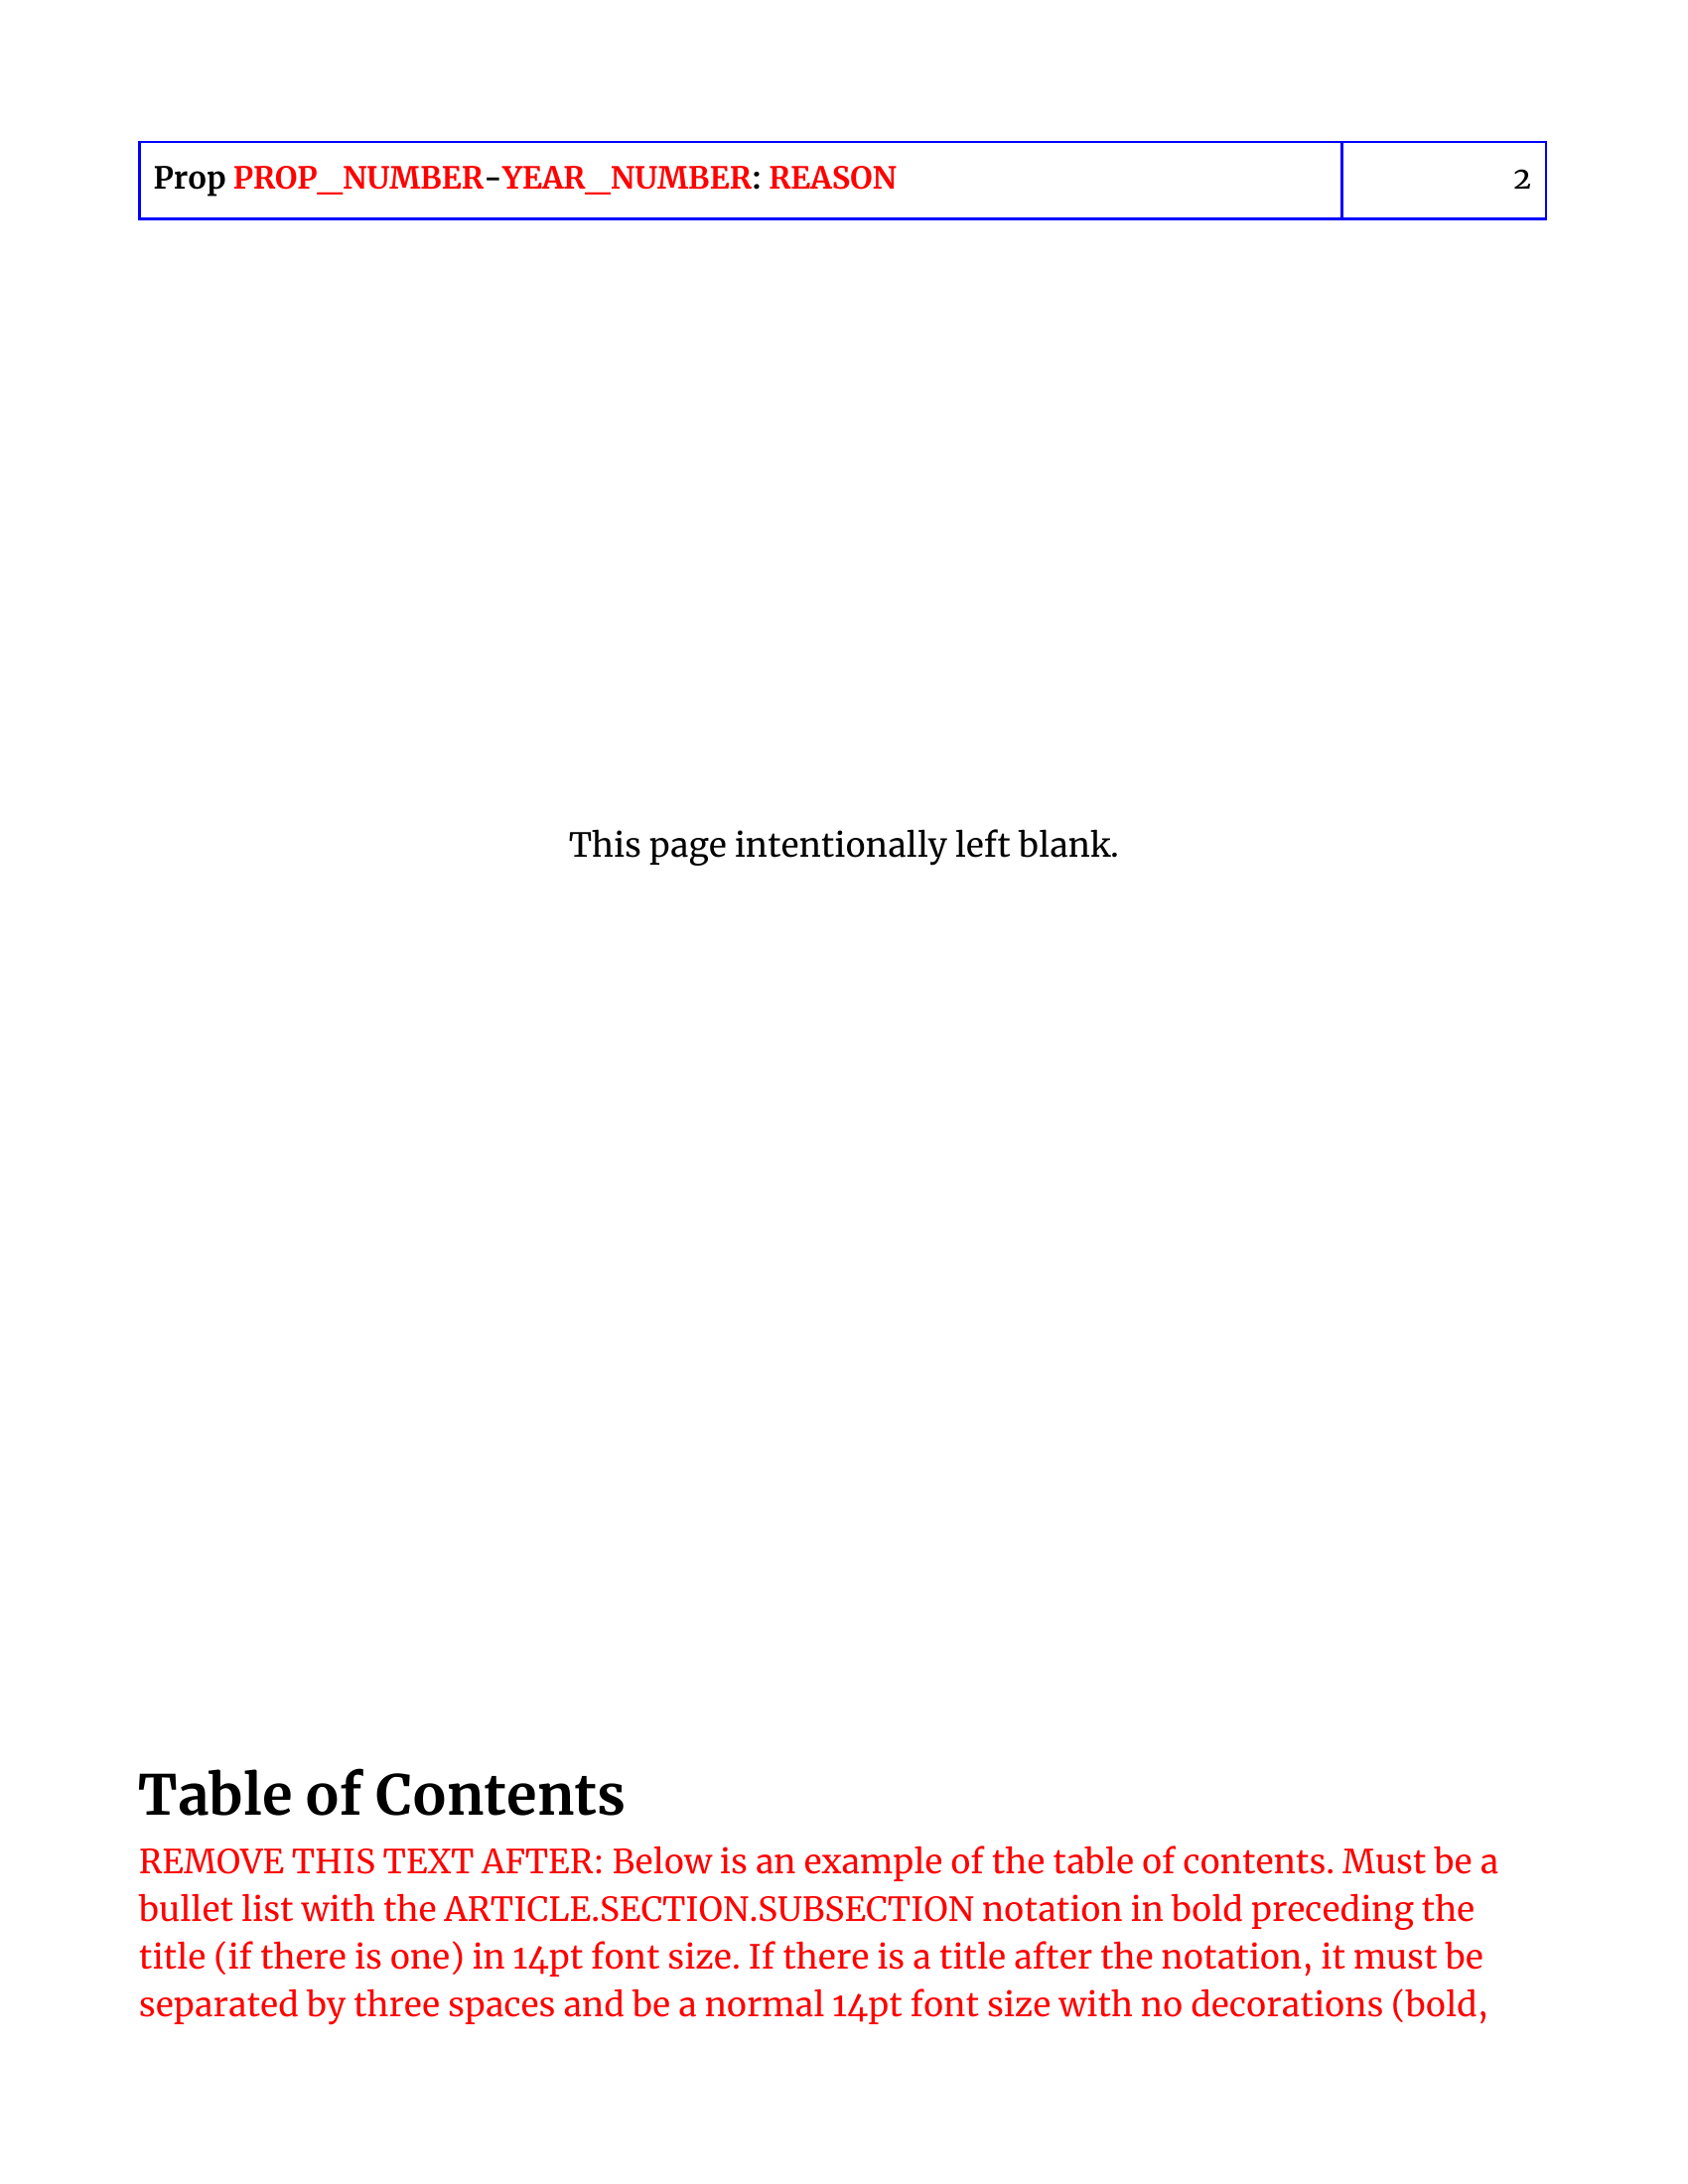 Prop PROP_NUMBER-YEAR_NUMBER: REASON 2
This page intentionally left blank.
Table of Contents
REMOVE THIS TEXT AFTER: Below is an example of the table of contents. Must be a
bullet list with the ARTICLE.SECTION.SUBSECTION notation in bold preceding the
title (if there is one) in 14pt font size. If there is a title after the notation, it must be
separated by three spaces and be a normal 14pt font size with no decorations (bold,